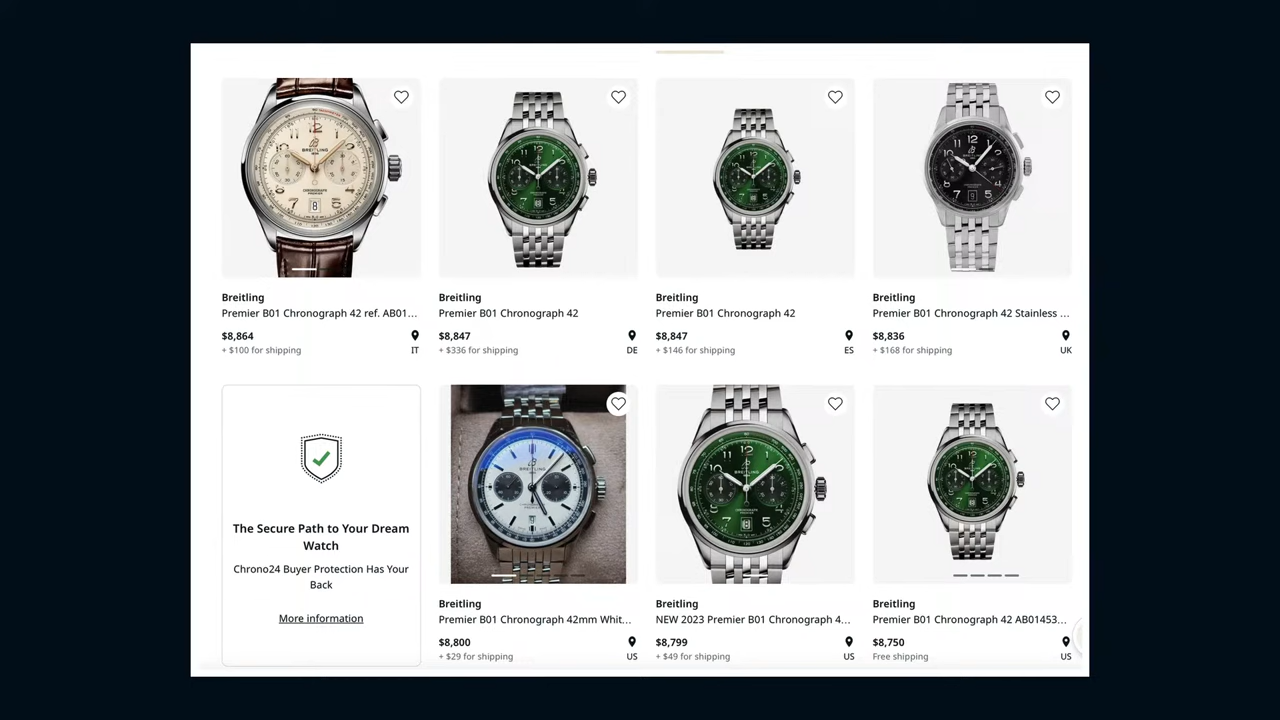 Breitling
Premier B01 Chronograph 42 ref. AB01...
$8,864
+ $100 for shipping
IT
Breitling
Premier B01 Chronograph 42
$8,847
+ $336 for shipping
DE
Breitling
Premier B01 Chronograph 42
$8,847
+ $146 for shipping
ES
Breitling
Premier B01 Chronograph 42 Stainless ...
$8,836
+ $168 for shipping
UK
The Secure Path to Your Dream
Watch
Chrono24 Buyer Protection Has Your
Back
More information
Breitling
Premier B01 Chronograph 42mm Whit...
$8,800
+ $29 for shipping
US
Breitling
NEW 2023 Premier B01 Chronograph 4...
$8,799
+ $49 for shipping
US
Breitling
Premier B01 Chronograph 42 AB01453...
$8,750
Free shipping
US